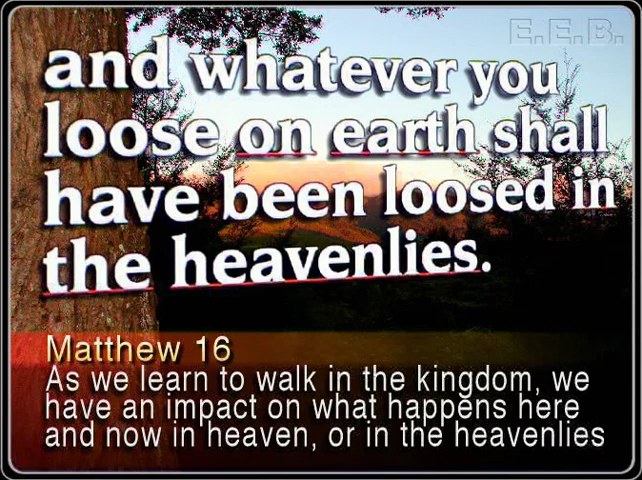 E.E.B.
and whatever you
loose on earth shall
have been loosed in
the heavenlies.
Matthew 16
As we learn to walk in the kingdom, we
have an impact on what happens here
and now in heaven, or in the heavenlies